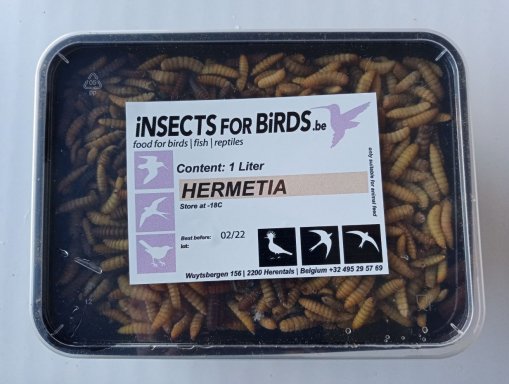 iNSECTS FOR BiRDS.be
food for birds | fish | reptiles
only suitable for animal feed
Content: 1 Liter
HERMETIA
Store at -18C
Best before: 02/22
lot:
Wuytsbergen 156 | 2200 Herentals | Belgium +32 495 29 57 69